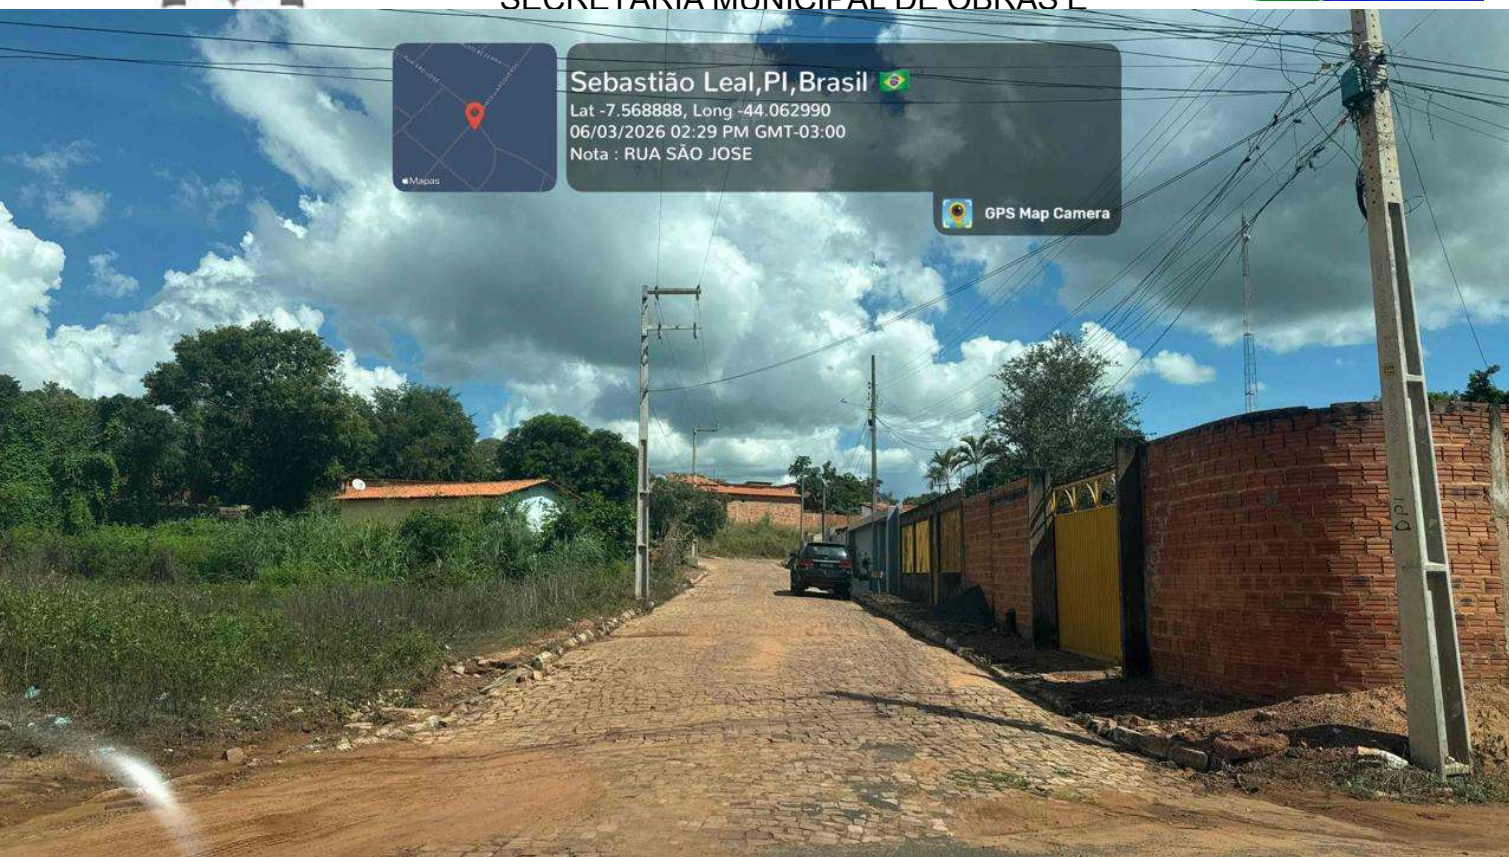 SECRETARIA MUNICIPAL DE OBRAS E
Sebastião Leal,PI,Brasil
Lat -7.568888, Long -44.062990
06/03/2026 02:29 PM GMT-03:00
Nota : RUA SÃO JOSE
Mapas
GPS Map Camera
DPI